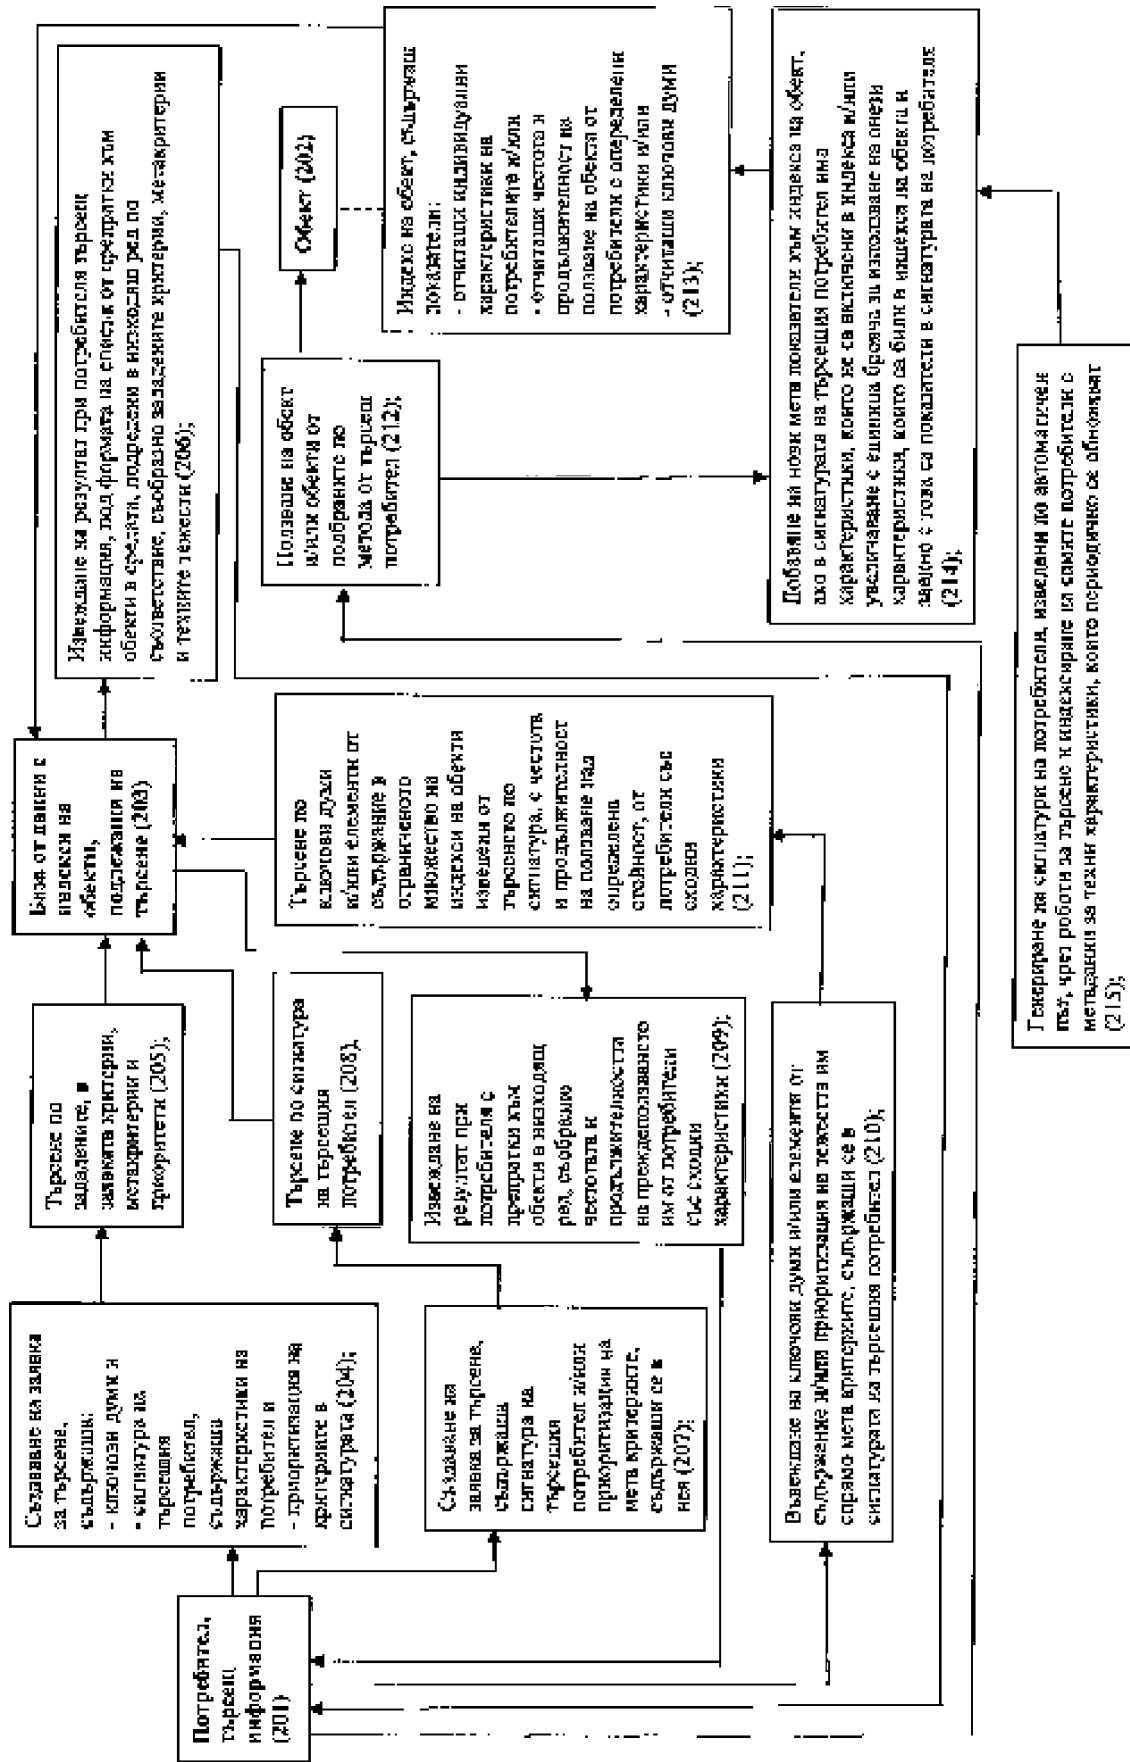 Потребител,
търсещ
информация
(201)
Създаване на заявка
за търсене,
съдържащи:
- ключови думи и
- сигнатура на
търсещия
потребител,
съдържаща
характеристики на
потребителя и
- приоритизация на
критериите в
сигнатурата (204);
Търсене по
зададените, в
заявката критерии,
метакритерии и
приоритети (205);
База от данни с
индекси на
обекти,
подлежащи на
търсене (203)
Извеждане на резултат при потребителя търсещ
информация, под формата на списък от препратки към
обекти в средата, подредени в низходящ ред по
съответствие, съобразно зададените критерии, метакритерии
и техните тежести (206);
Създаване на
заявка за търсене,
съдържаща
сигнатура на
търсещия
потребител и/или
приоритизация на
мета критериите,
съдържащи се в
нея (207);
Търсене по сигнатура
на търсещия
потребител (208),
Извеждане на
резултат при
потребителя с
препратки към
обекти в низходящ
ред, съобразно
честотата и
продължителността
на предползването
им от потребители
със сходни
характеристики (209);
Въвеждане на ключови думи и/или елементи от
съдържание и/или приоритизация на тежестта им
спрямо мета критериите, съдържащи се в
сигнатурата на търсещия потребител (210);
Търсене по
ключова думи
и/или елементи от
съдържание в
ограниченото
множество на
индекси на обекти
изведени от
търсенето по
сигнатура, с честота
и продължителност
на ползване над
определена
стойност, от
потребители със
сходни
характеристики
(211);
Ползване на обект
и/или обекти от
подбраните по
метода от търсещ
потребител (212);
Обект (202)
Индекс на обект, съдържащ
показатели:
- отчитащи индивидуални
характеристики на
потребителите и/или
- отчитащи честота и
продължителност на
ползване на обекта от
потребители с определени
характеристики и/или
- отчитащи ключови думи
(213);
Добавяне на нови мета показатели към индекса на обект,
ако в сигнатурата на търсещия потребител има
характеристики, които не са включени в индекса и/или
увеличаване с единица брояча за използване на онези
характеристики, които са били в индекса на обекта и
заедно с това са показатели в сигнатурата на потребителя
(214);
Генериране на сигнатури на потребители, изведени по автоматичен
път, чрез роботи за търсене и индексиране на самите потребители с
метаданни за техни характеристики, които периодично се обновяват
(215);